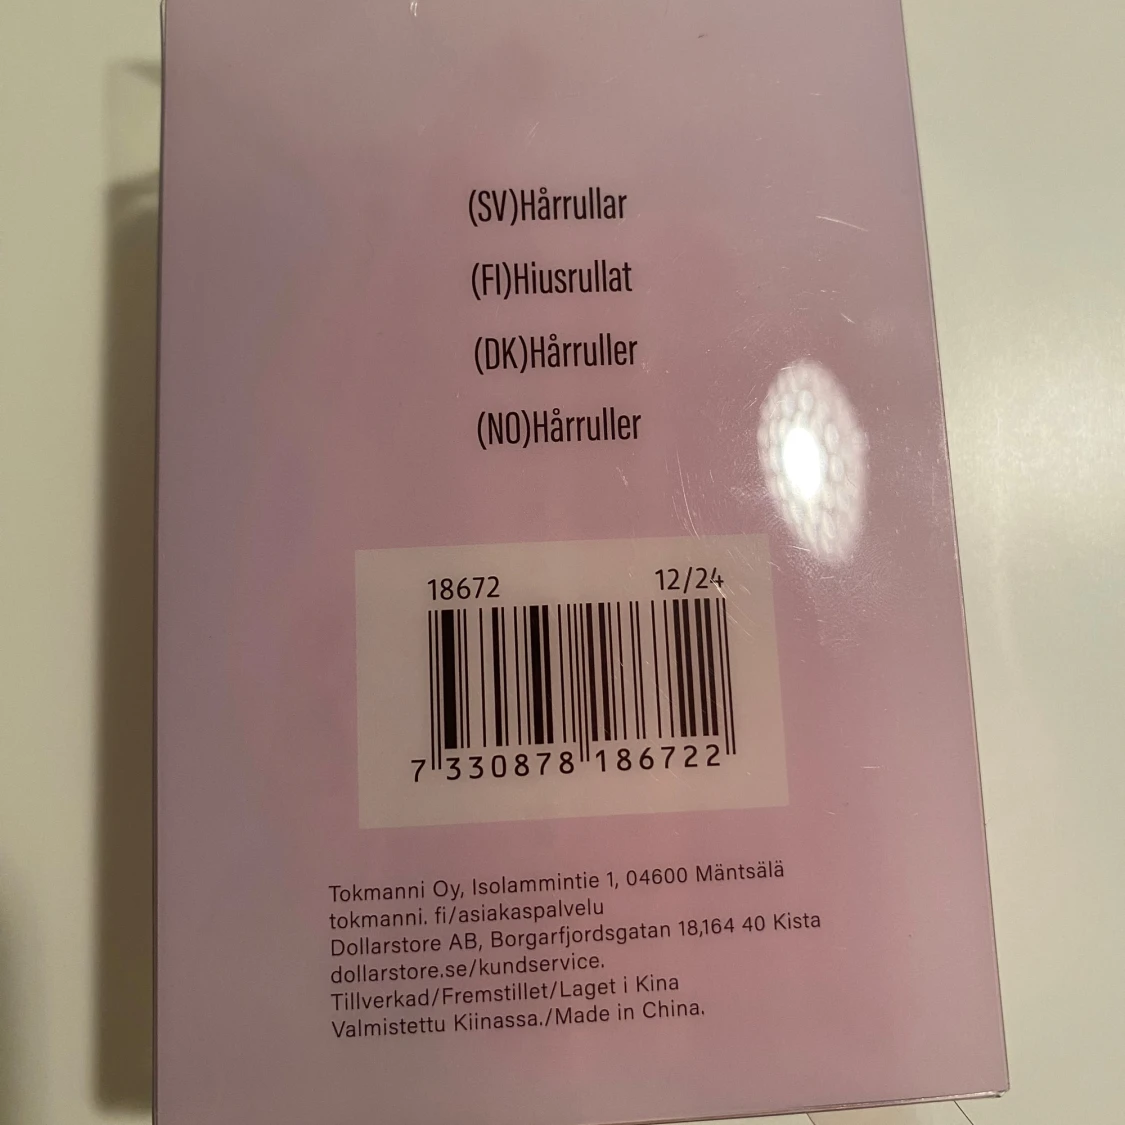 (SV)Hårrullar
(FI)Hiusrullat
(DK)Hårruller
(NO)Hårruller
18672 12/24
7 330878 186722
Tokmanni Oy, Isolammintie 1, 04600 Mäntsälä
tokmanni. fi/asiakaspalvelu
Dollarstore AB, Borgarfjordsgatan 18,164 40 Kista
dollarstore.se/kundservice.
Tillverkad/Fremstillet/Laget i Kina
Valmistettu Kiinassa./Made in China.